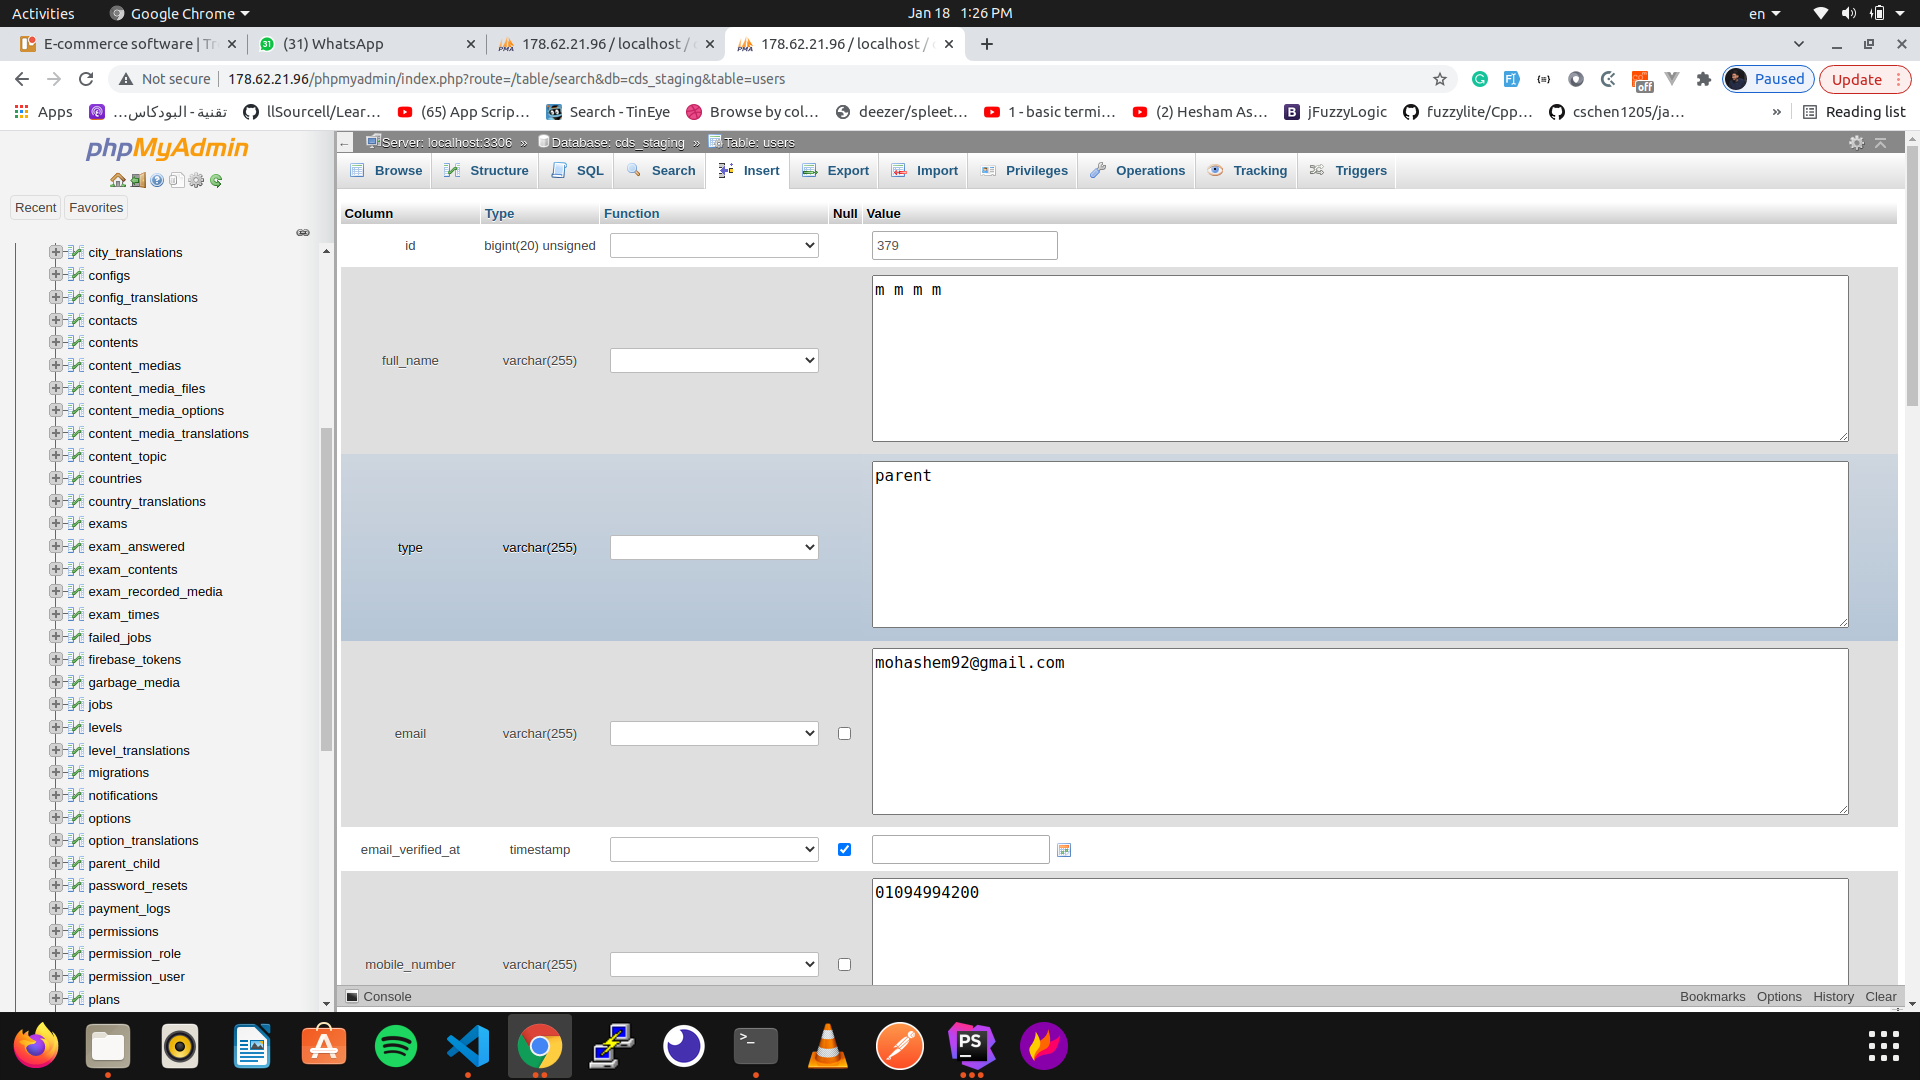 Activities
Google Chrome
Jan 18 1:26 PM
en
E-commerce software | Tr
(31) WhatsApp
178.62.21.96 / localhost /
178.62.21.96 / localhost /
Not secure
178.62.21.96/phpmyadmin/index.php?route=/table/search&db=cds_staging&table=users
off
Paused
Update
Apps
تقنية - البودكاس...
llSourcell/Lear...
(65) App Scrip...
Search - TinEye
Browse by col...
deezer/spleet...
1 - basic termi...
(2) Hesham As...
jFuzzyLogic
fuzzylite/Cpp...
cschen1205/ja...
»
Reading list
phpMyAdmin
Recent
Favorites
city_translations
configs
config_translations
contacts
contents
content_medias
content_media_files
content_media_options
content_media_translations
content_topic
countries
country_translations
exams
exam_answered
exam_contents
exam_recorded_media
exam_times
failed_jobs
firebase_tokens
garbage_media
jobs
levels
level_translations
migrations
notifications
options
option_translations
parent_child
password_resets
payment_logs
permissions
permission_role
permission_user
plans
Server: localhost:3306 » Database: cds_staging » Table: users
Browse
Structure
SQL
Search
Insert
Export
Import
Privileges
Operations
Tracking
Triggers
Column Type Function Null Value
id bigint(20) unsigned 379
full_name varchar(255) m m m m
type varchar(255) parent
email varchar(255) mohashem92@gmail.com
email_verified_at timestamp
mobile_number varchar(255) 01094994200
Console
Bookmarks Options History Clear
PS